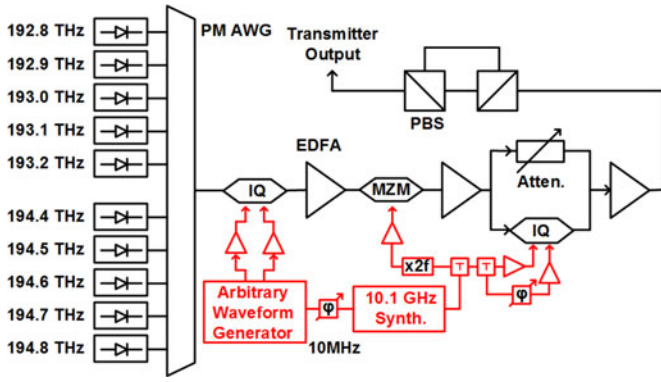 192.8 THz
192.9 THz
193.0 THz
193.1 THz
193.2 THz
194.4 THz
194.5 THz
194.6 THz
194.7 THz
194.8 THz
PM AWG
Transmitter
Output
PBS
EDFA
IQ
MZM
Atten.
IQ
x2f
T
T
φ
Arbitrary
Waveform
Generator
φ
10.1 GHz
Synth.
10MHz